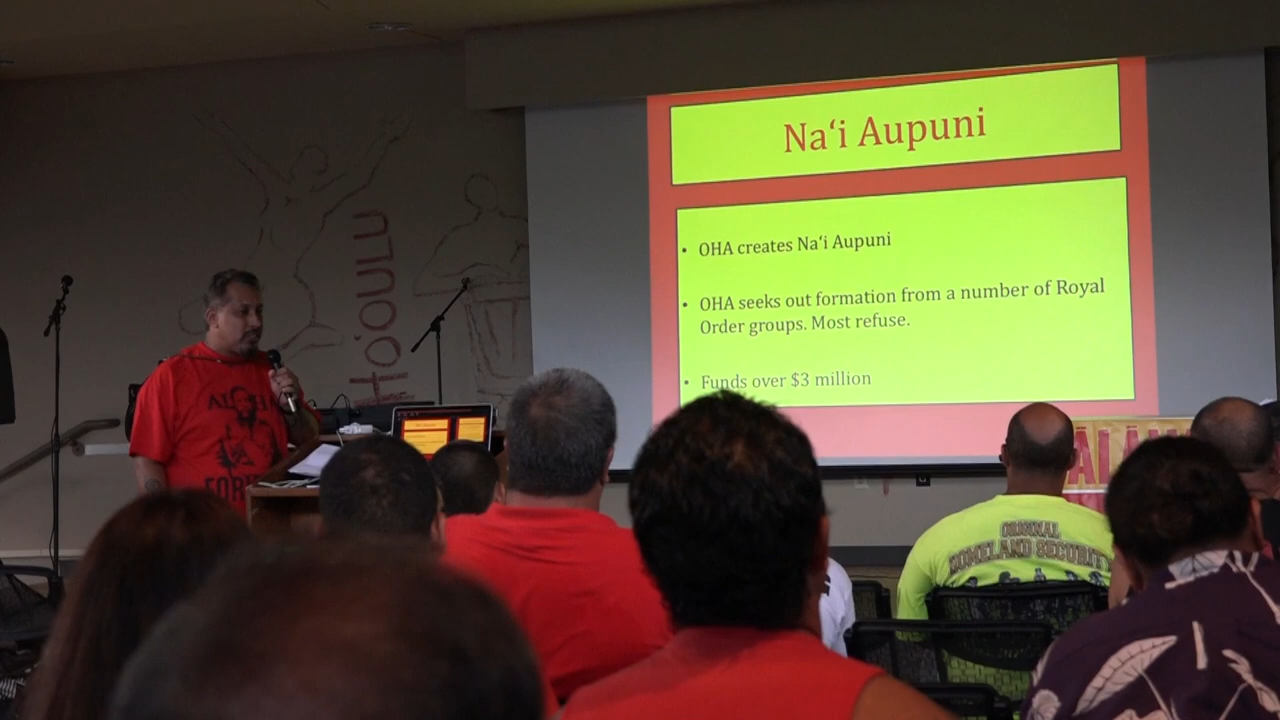 Na‘i Aupuni
• OHA creates Na‘i Aupuni
• OHA seeks out formation from a number of Royal
Order groups. Most refuse.
• Funds over $3 million
HO‘OULU
ORIGINAL
HOMELAND SECURITY